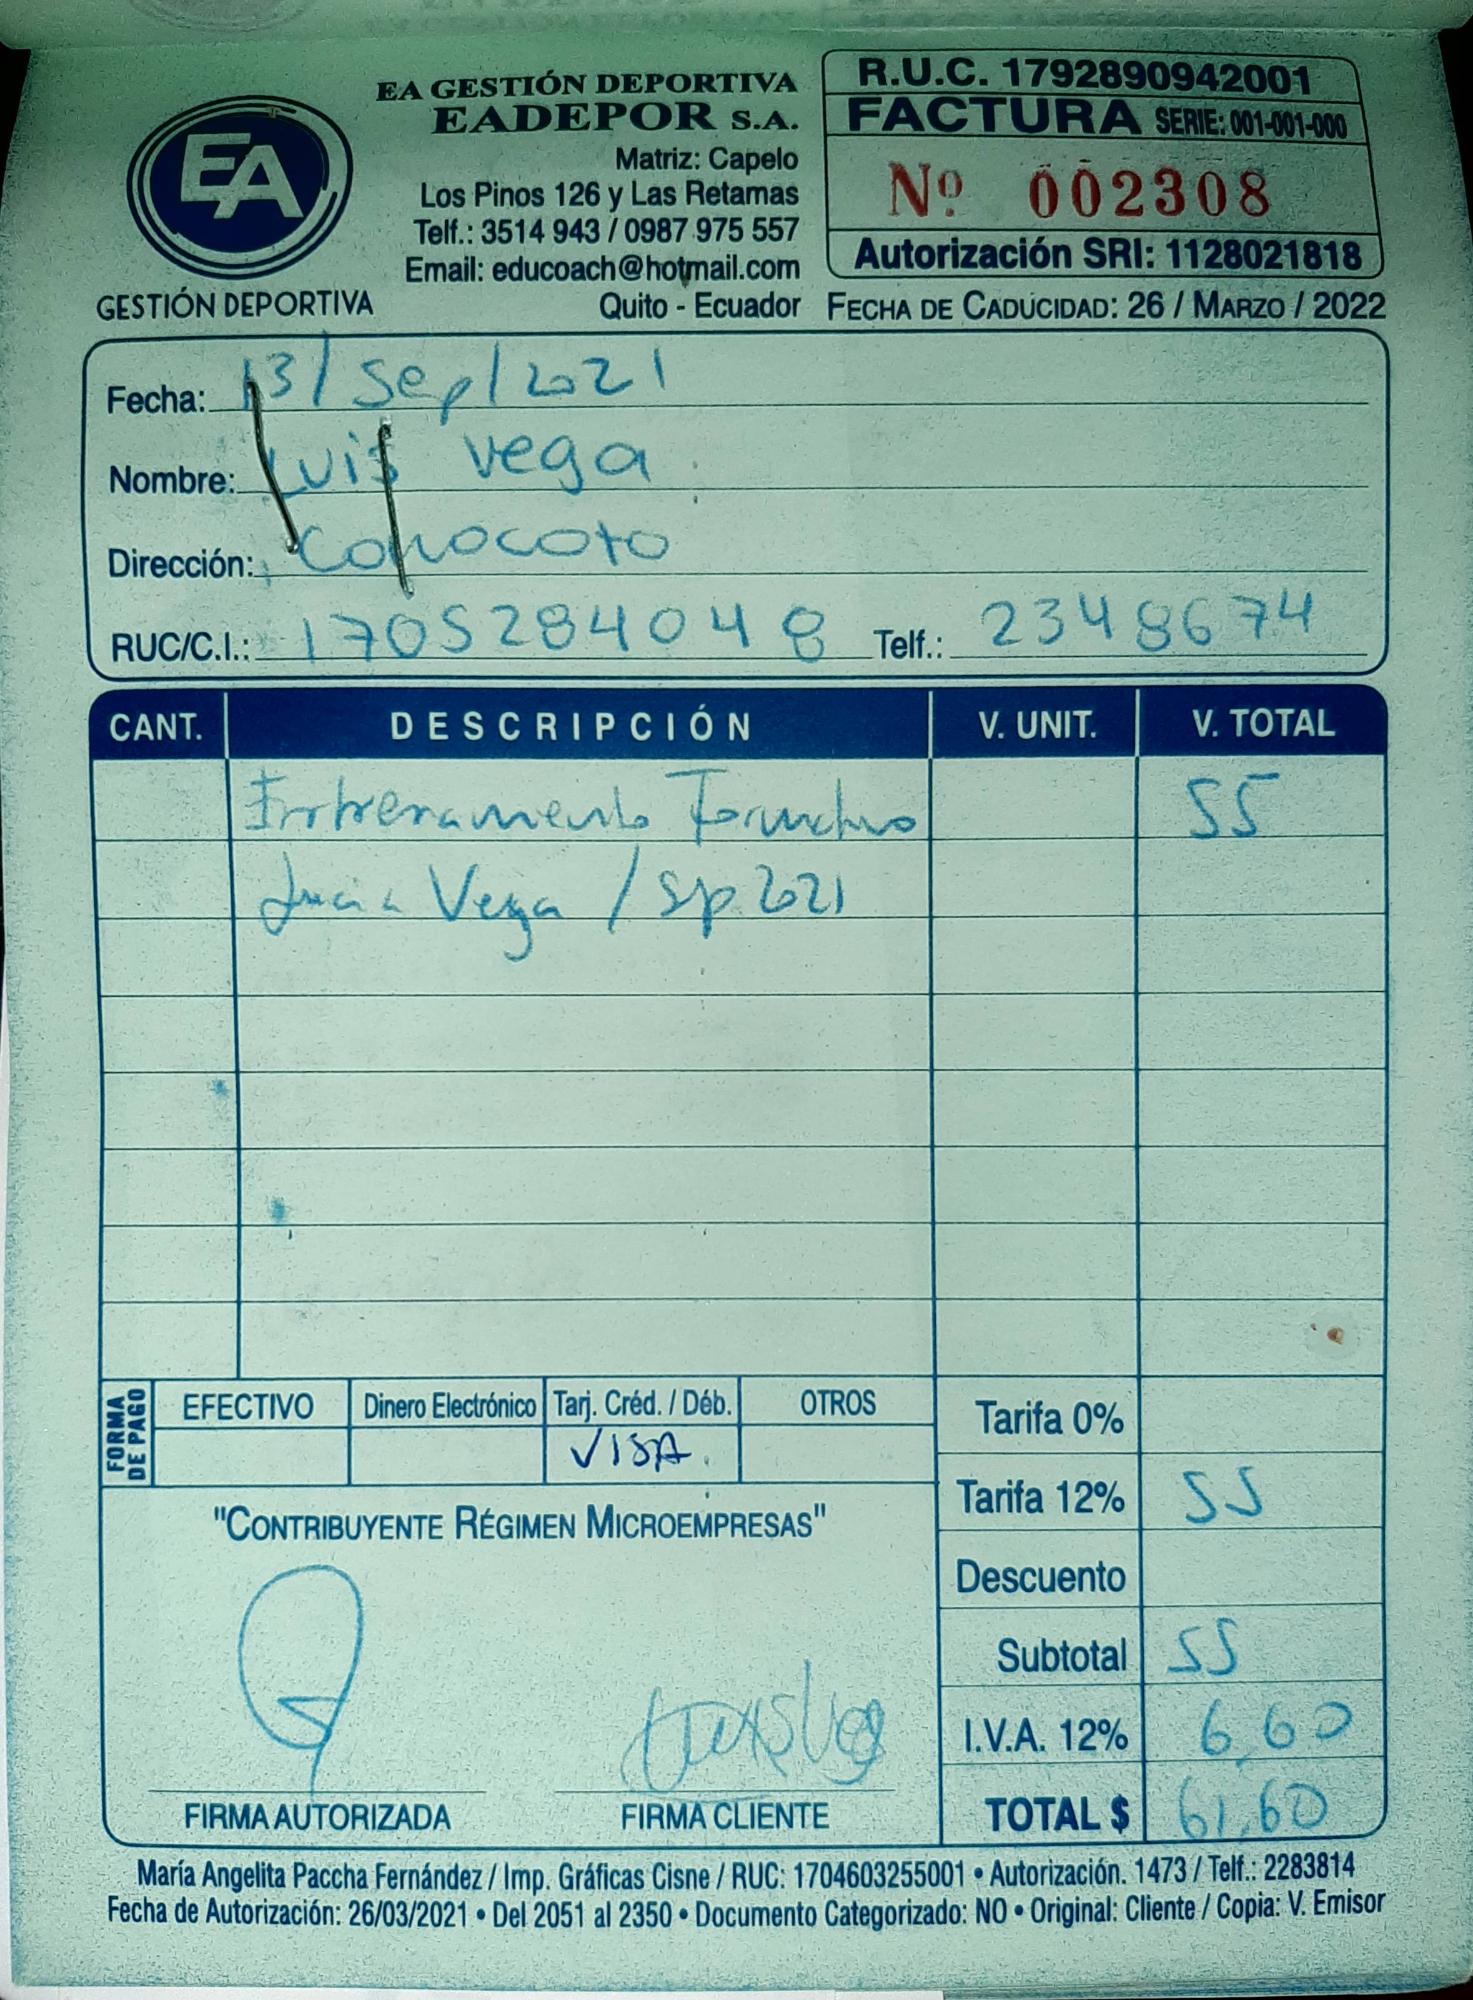 EA
GESTIÓN DEPORTIVA
EA GESTIÓN DEPORTIVA
EADEPOR S.A.
Matriz: Capelo
Los Pinos 126 y Las Retamas
Telf.: 3514 943 / 0987 975 557
Email: educoach@hotmail.com
Quito - Ecuador
R.U.C. 1792890942001
FACTURA SERIE: 001-001-000
Nº 002308
Autorización SRI: 1128021818
FECHA DE CADUCIDAD: 26 / MARZO / 2022
Fecha: 13/Sep/2021
Nombre: Luis Vega
Dirección: Conocoto
RUC/C.I.: 1705284048 Telf.: 2348674
CANT. DESCRIPCIÓN V. UNIT. V. TOTAL
Entrenamiento Formativo 55
Vega / Sp 2021
FORMA DE PAGO
EFECTIVO Dinero Electrónico Tarj. Créd. / Déb. OTROS
VISA.
Tarifa 0%
Tarifa 12% 55
Descuento
Subtotal 55
I.V.A. 12% 6,60
TOTAL $ 61,60
"CONTRIBUYENTE RÉGIMEN MICROEMPRESAS"
FIRMA AUTORIZADA FIRMA CLIENTE
María Angelita Paccha Fernández / Imp. Gráficas Cisne / RUC: 1704603255001 • Autorización. 1473 / Telf.: 2283814
Fecha de Autorización: 26/03/2021 • Del 2051 al 2350 • Documento Categorizado: NO • Original: Cliente / Copia: V. Emisor